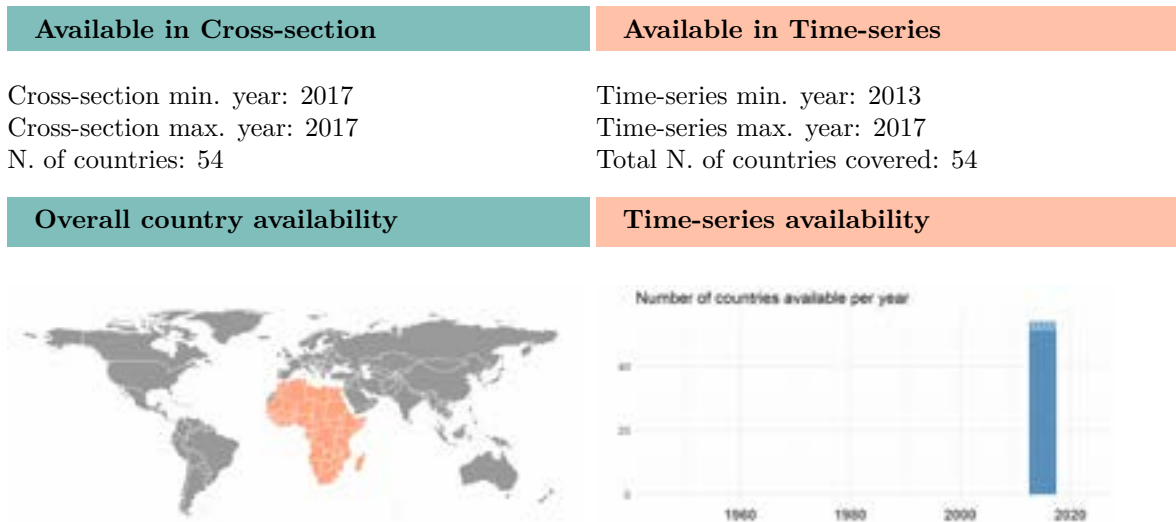 Available in Cross-section
Available in Time-series
Cross-section min. year: 2017
Cross-section max. year: 2017
N. of countries: 54
Time-series min. year: 2013
Time-series max. year: 2017
Total N. of countries covered: 54
Overall country availability
Time-series availability
Number of countries available per year
40
20
0
1960
1980
2000
2020